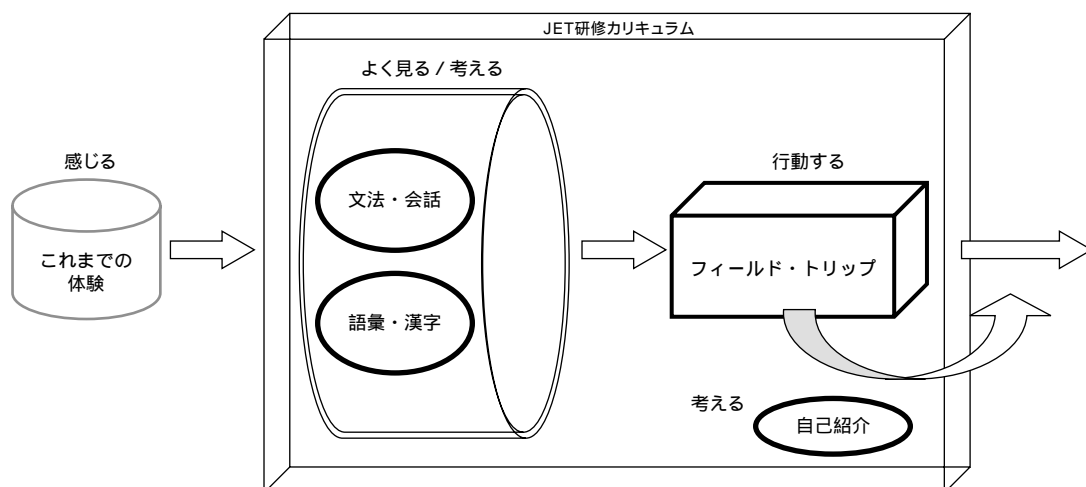 JET研修カリキュラム
よく見る / 考える
感じる
これまでの
体験
文法・会話
語彙・漢字
行動する
フィールド・トリップ
考える
自己紹介